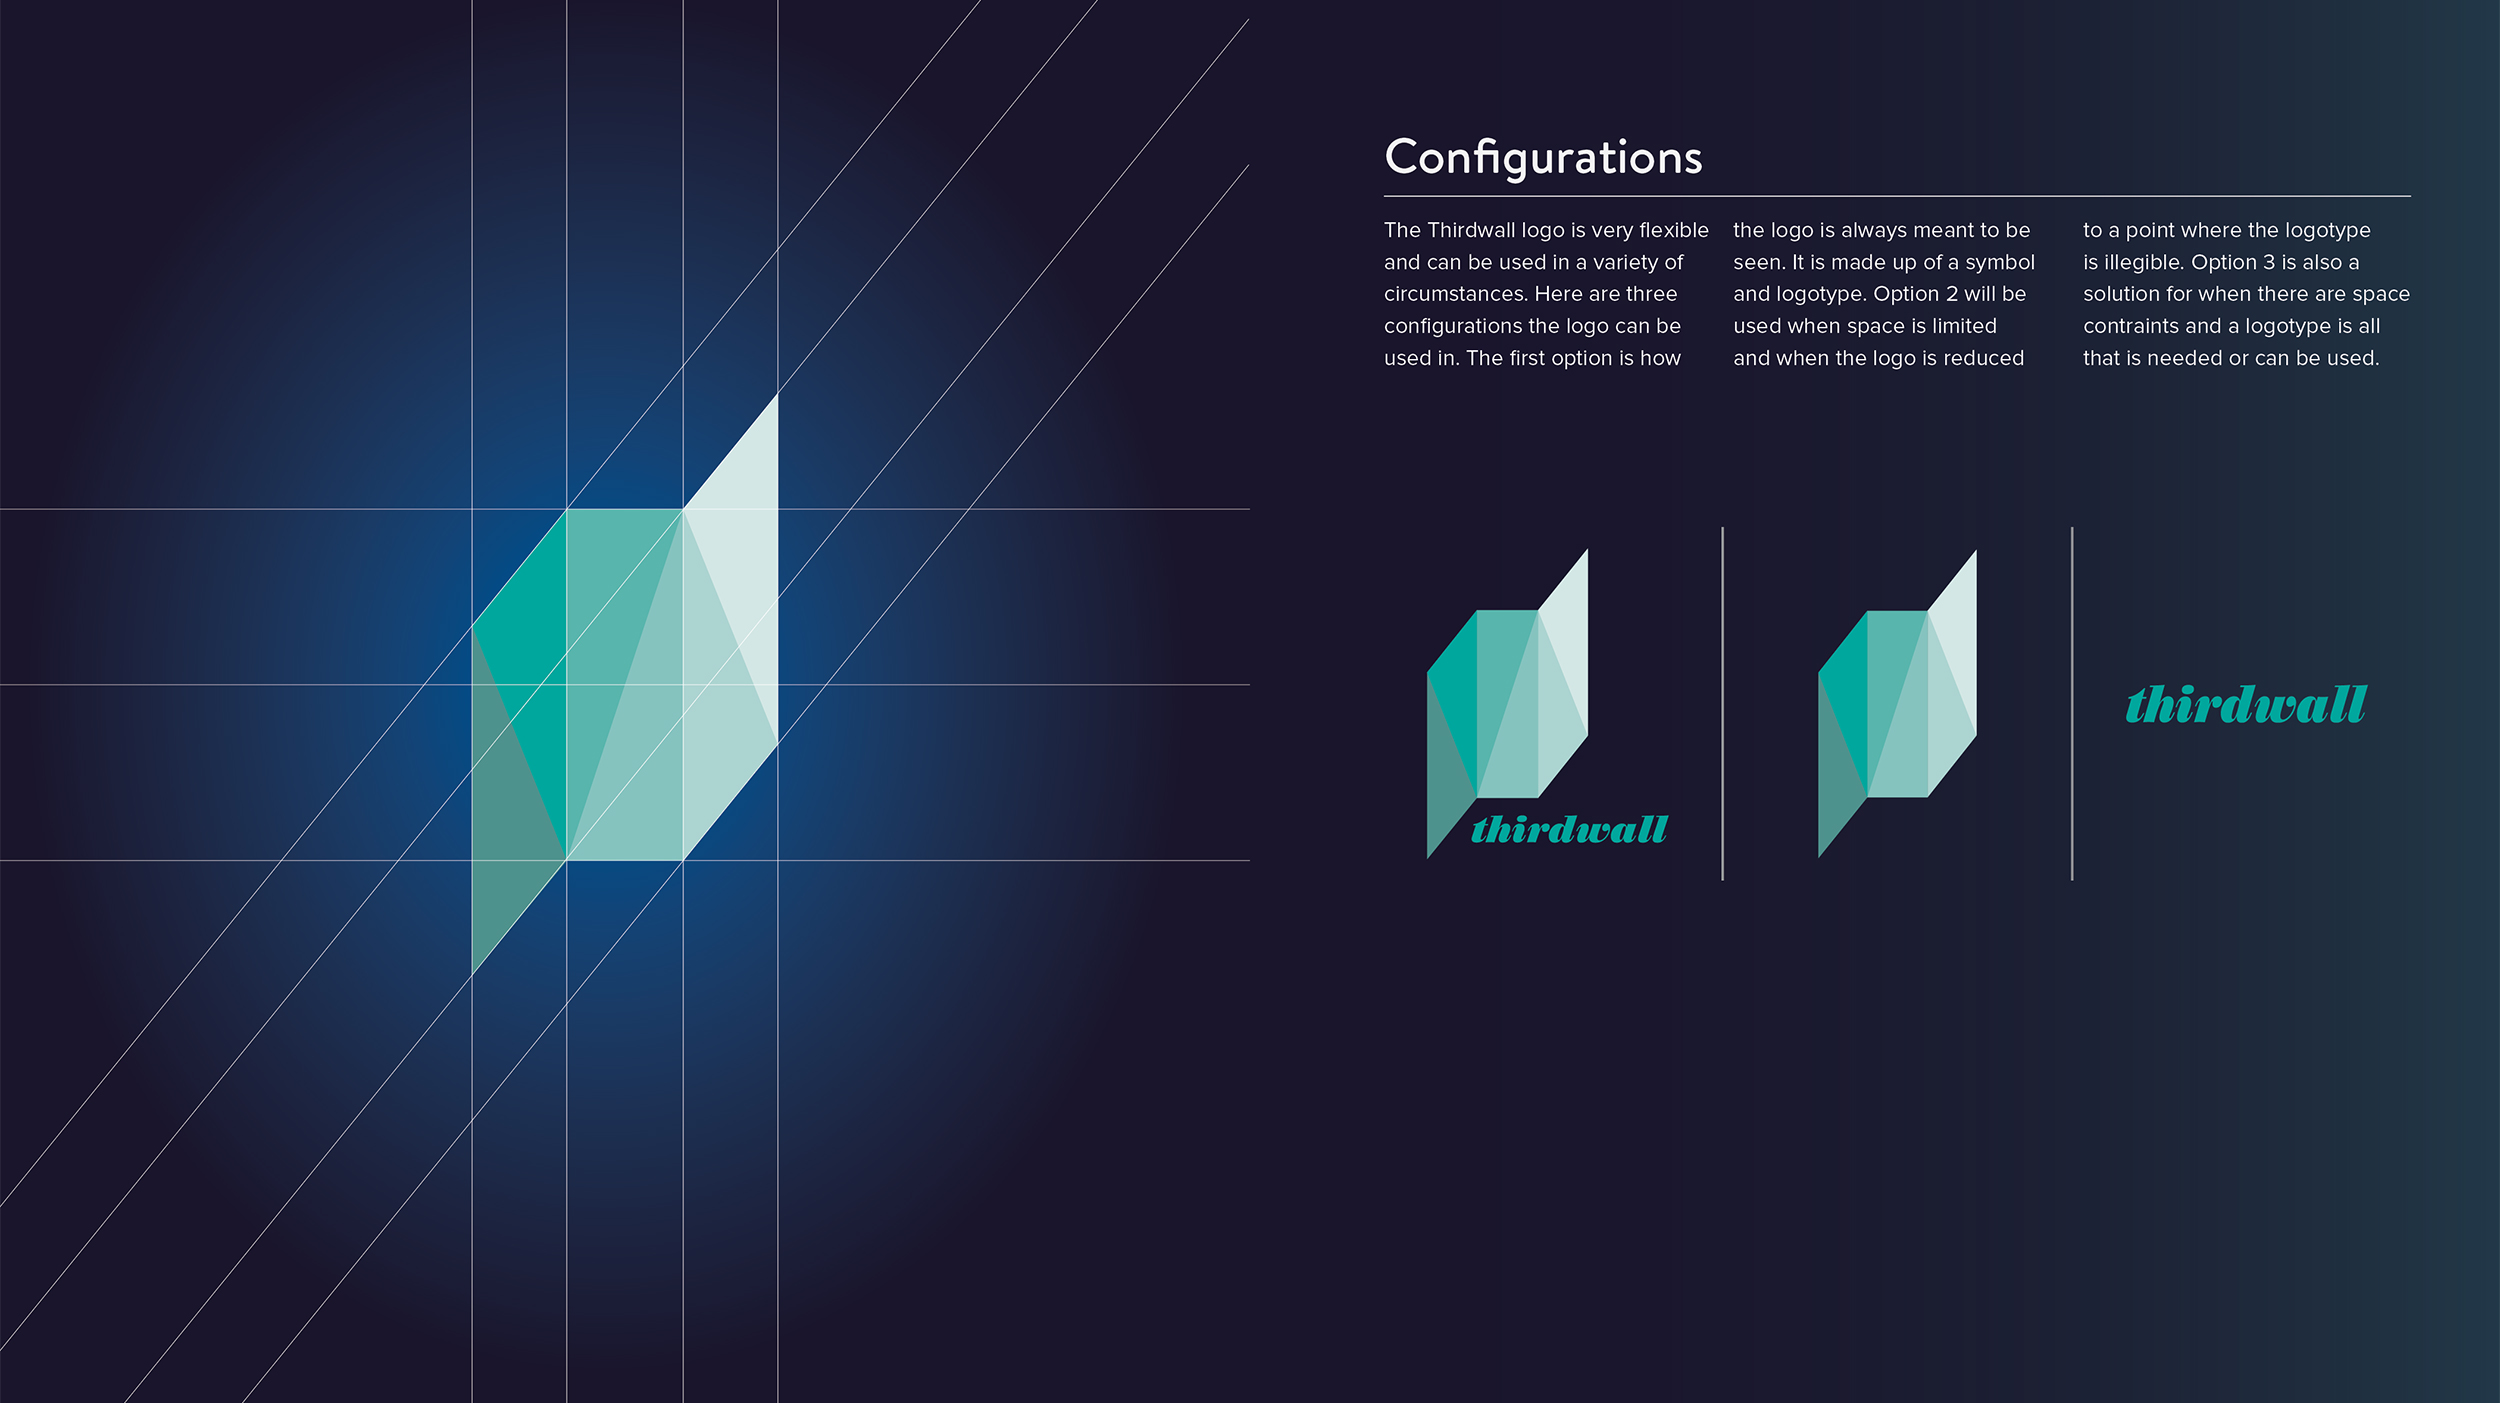 Configurations
The Thirdwall logo is very flexible
and can be used in a variety of
circumstances. Here are three
configurations the logo can be
used in. The first option is how
the logo is always meant to be
seen. It is made up of a symbol
and logotype. Option 2 will be
used when space is limited
and when the logo is reduced
to a point where the logotype
is illegible. Option 3 is also a
solution for when there are space
contraints and a logotype is all
that is needed or can be used.
thirdwall
thirdwall